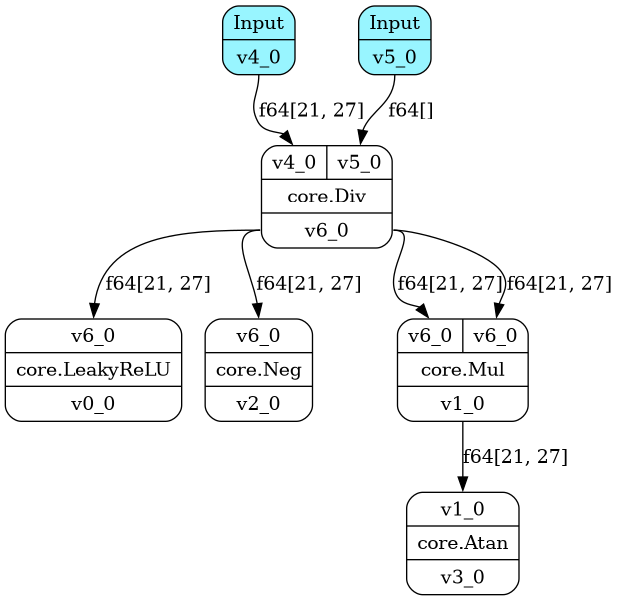 Input
v4_0
Input
v5_0
f64[21, 27]
f64[]
v4_0
v5_0
core.Div
v6_0
f64[21, 27]
f64[21, 27]
f64[21, 27]
f64[21, 27]
v6_0
core.LeakyReLU
v0_0
v6_0
core.Neg
v2_0
v6_0
v6_0
core.Mul
v1_0
f64[21, 27]
v1_0
core.Atan
v3_0